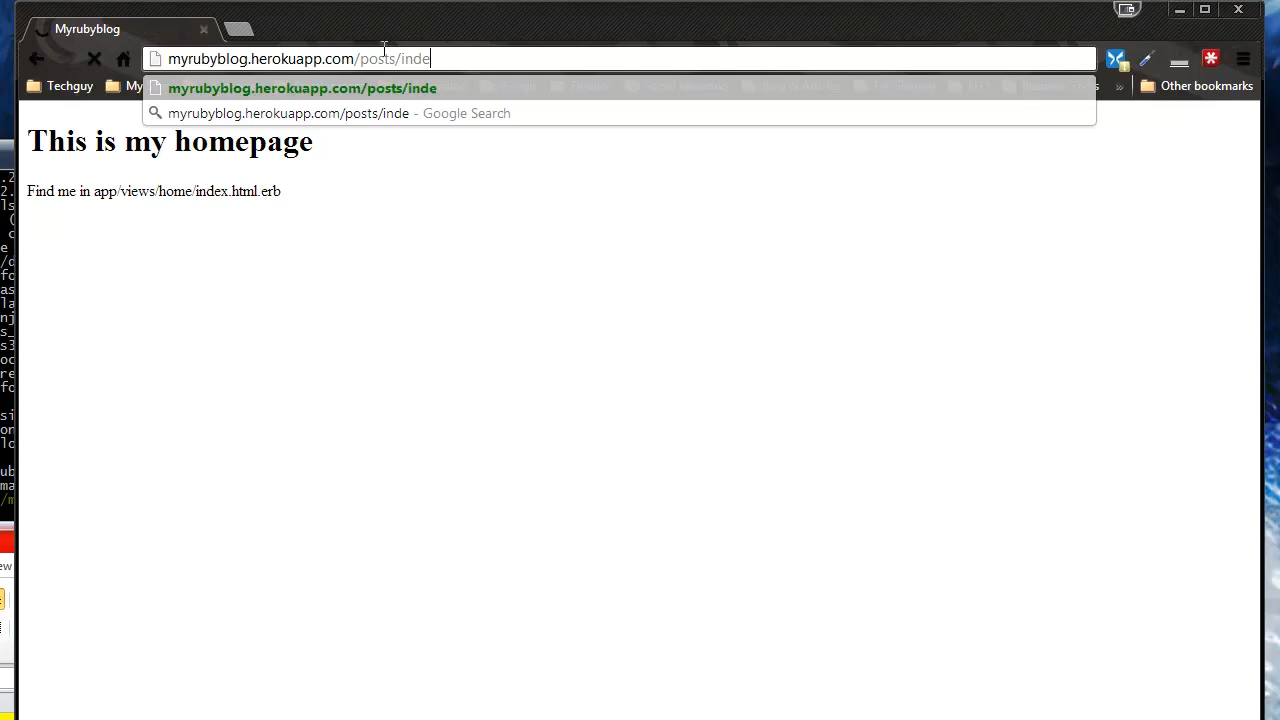 Myrubyblog
myrubyblog.herokuapp.com/posts/inde
Techguy
My
Other bookmarks
myrubyblog.herokuapp.com/posts/inde
myrubyblog.herokuapp.com/posts/inde - Google Search
This is my homepage
Find me in app/views/home/index.html.erb